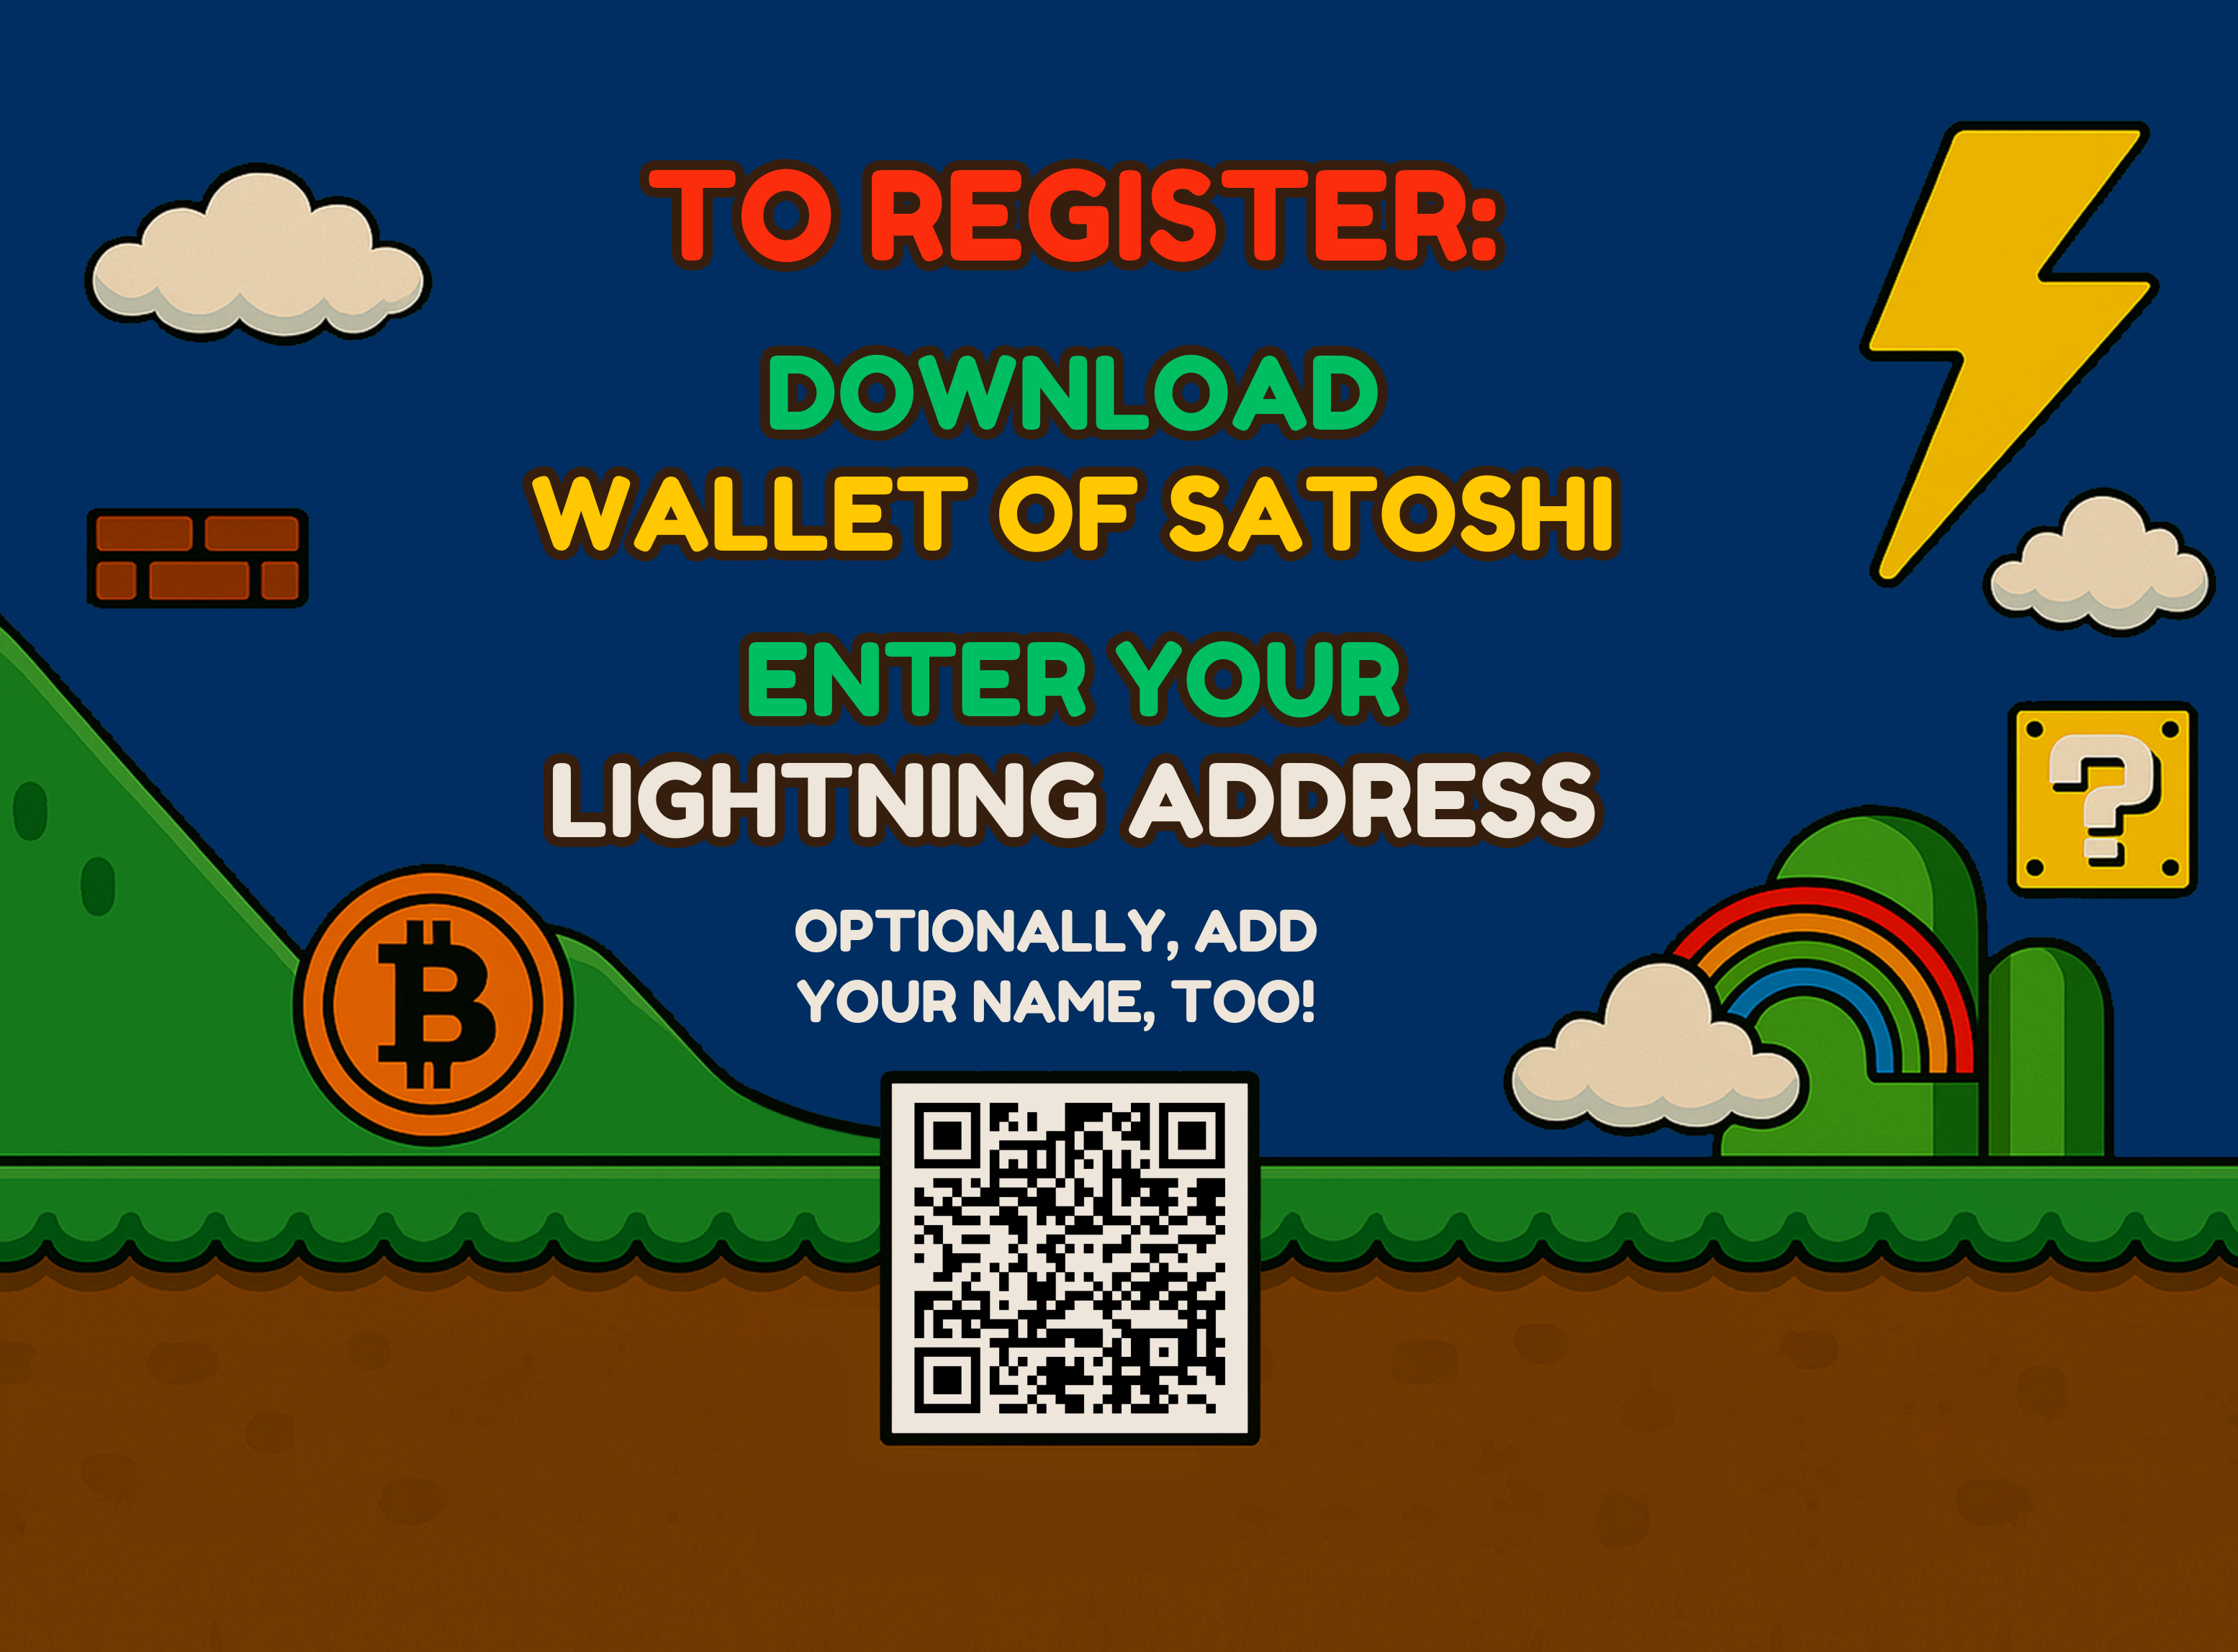 TO REGISTER:
DOWNLOAD
WALLET OF SATOSHI
ENTER YOUR
LIGHTNING ADDRESS
OPTIONALLY, ADD
YOUR NAME, TOO!
?